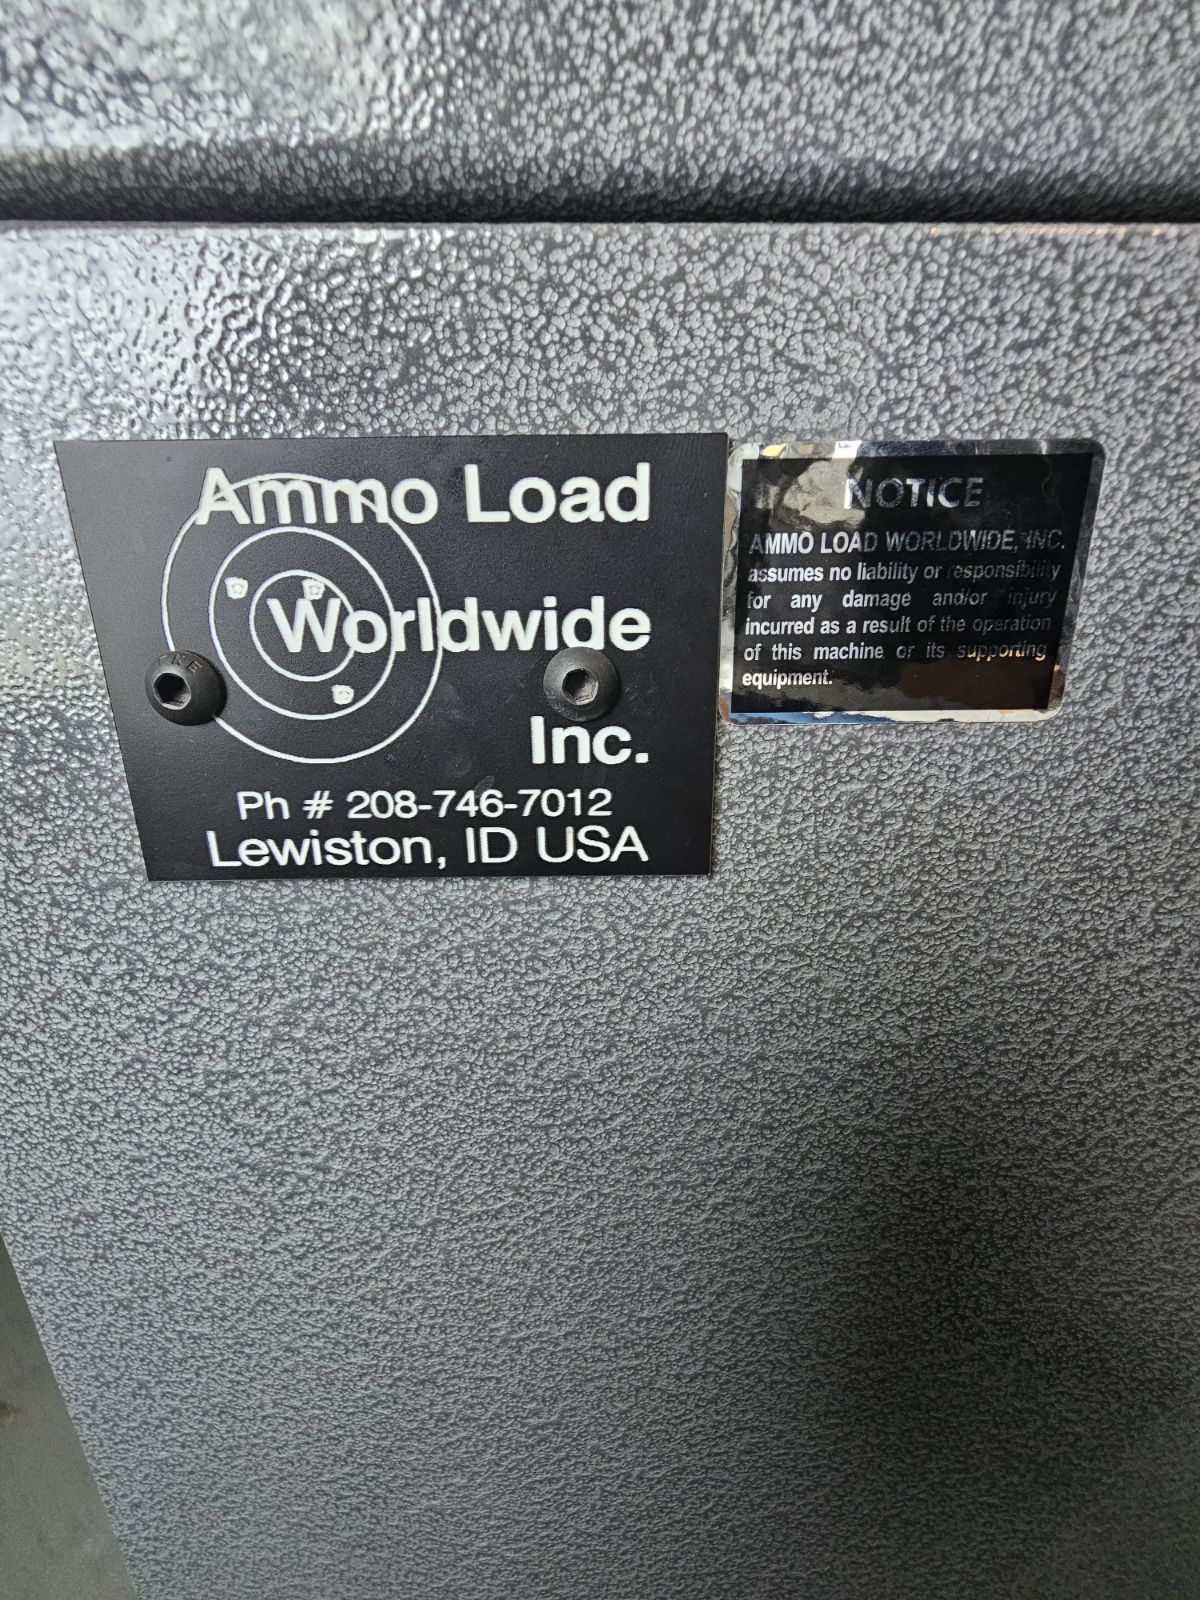 Ammo Load
Worldwide
Inc.
Ph # 208-746-7012
Lewiston, ID USA
NOTICE
AMMO LOAD WORLDWIDE, INC.
assumes no liability or responsibility
for any damage and/or injury
incurred as a result of the operation
of this machine or its supporting
equipment.